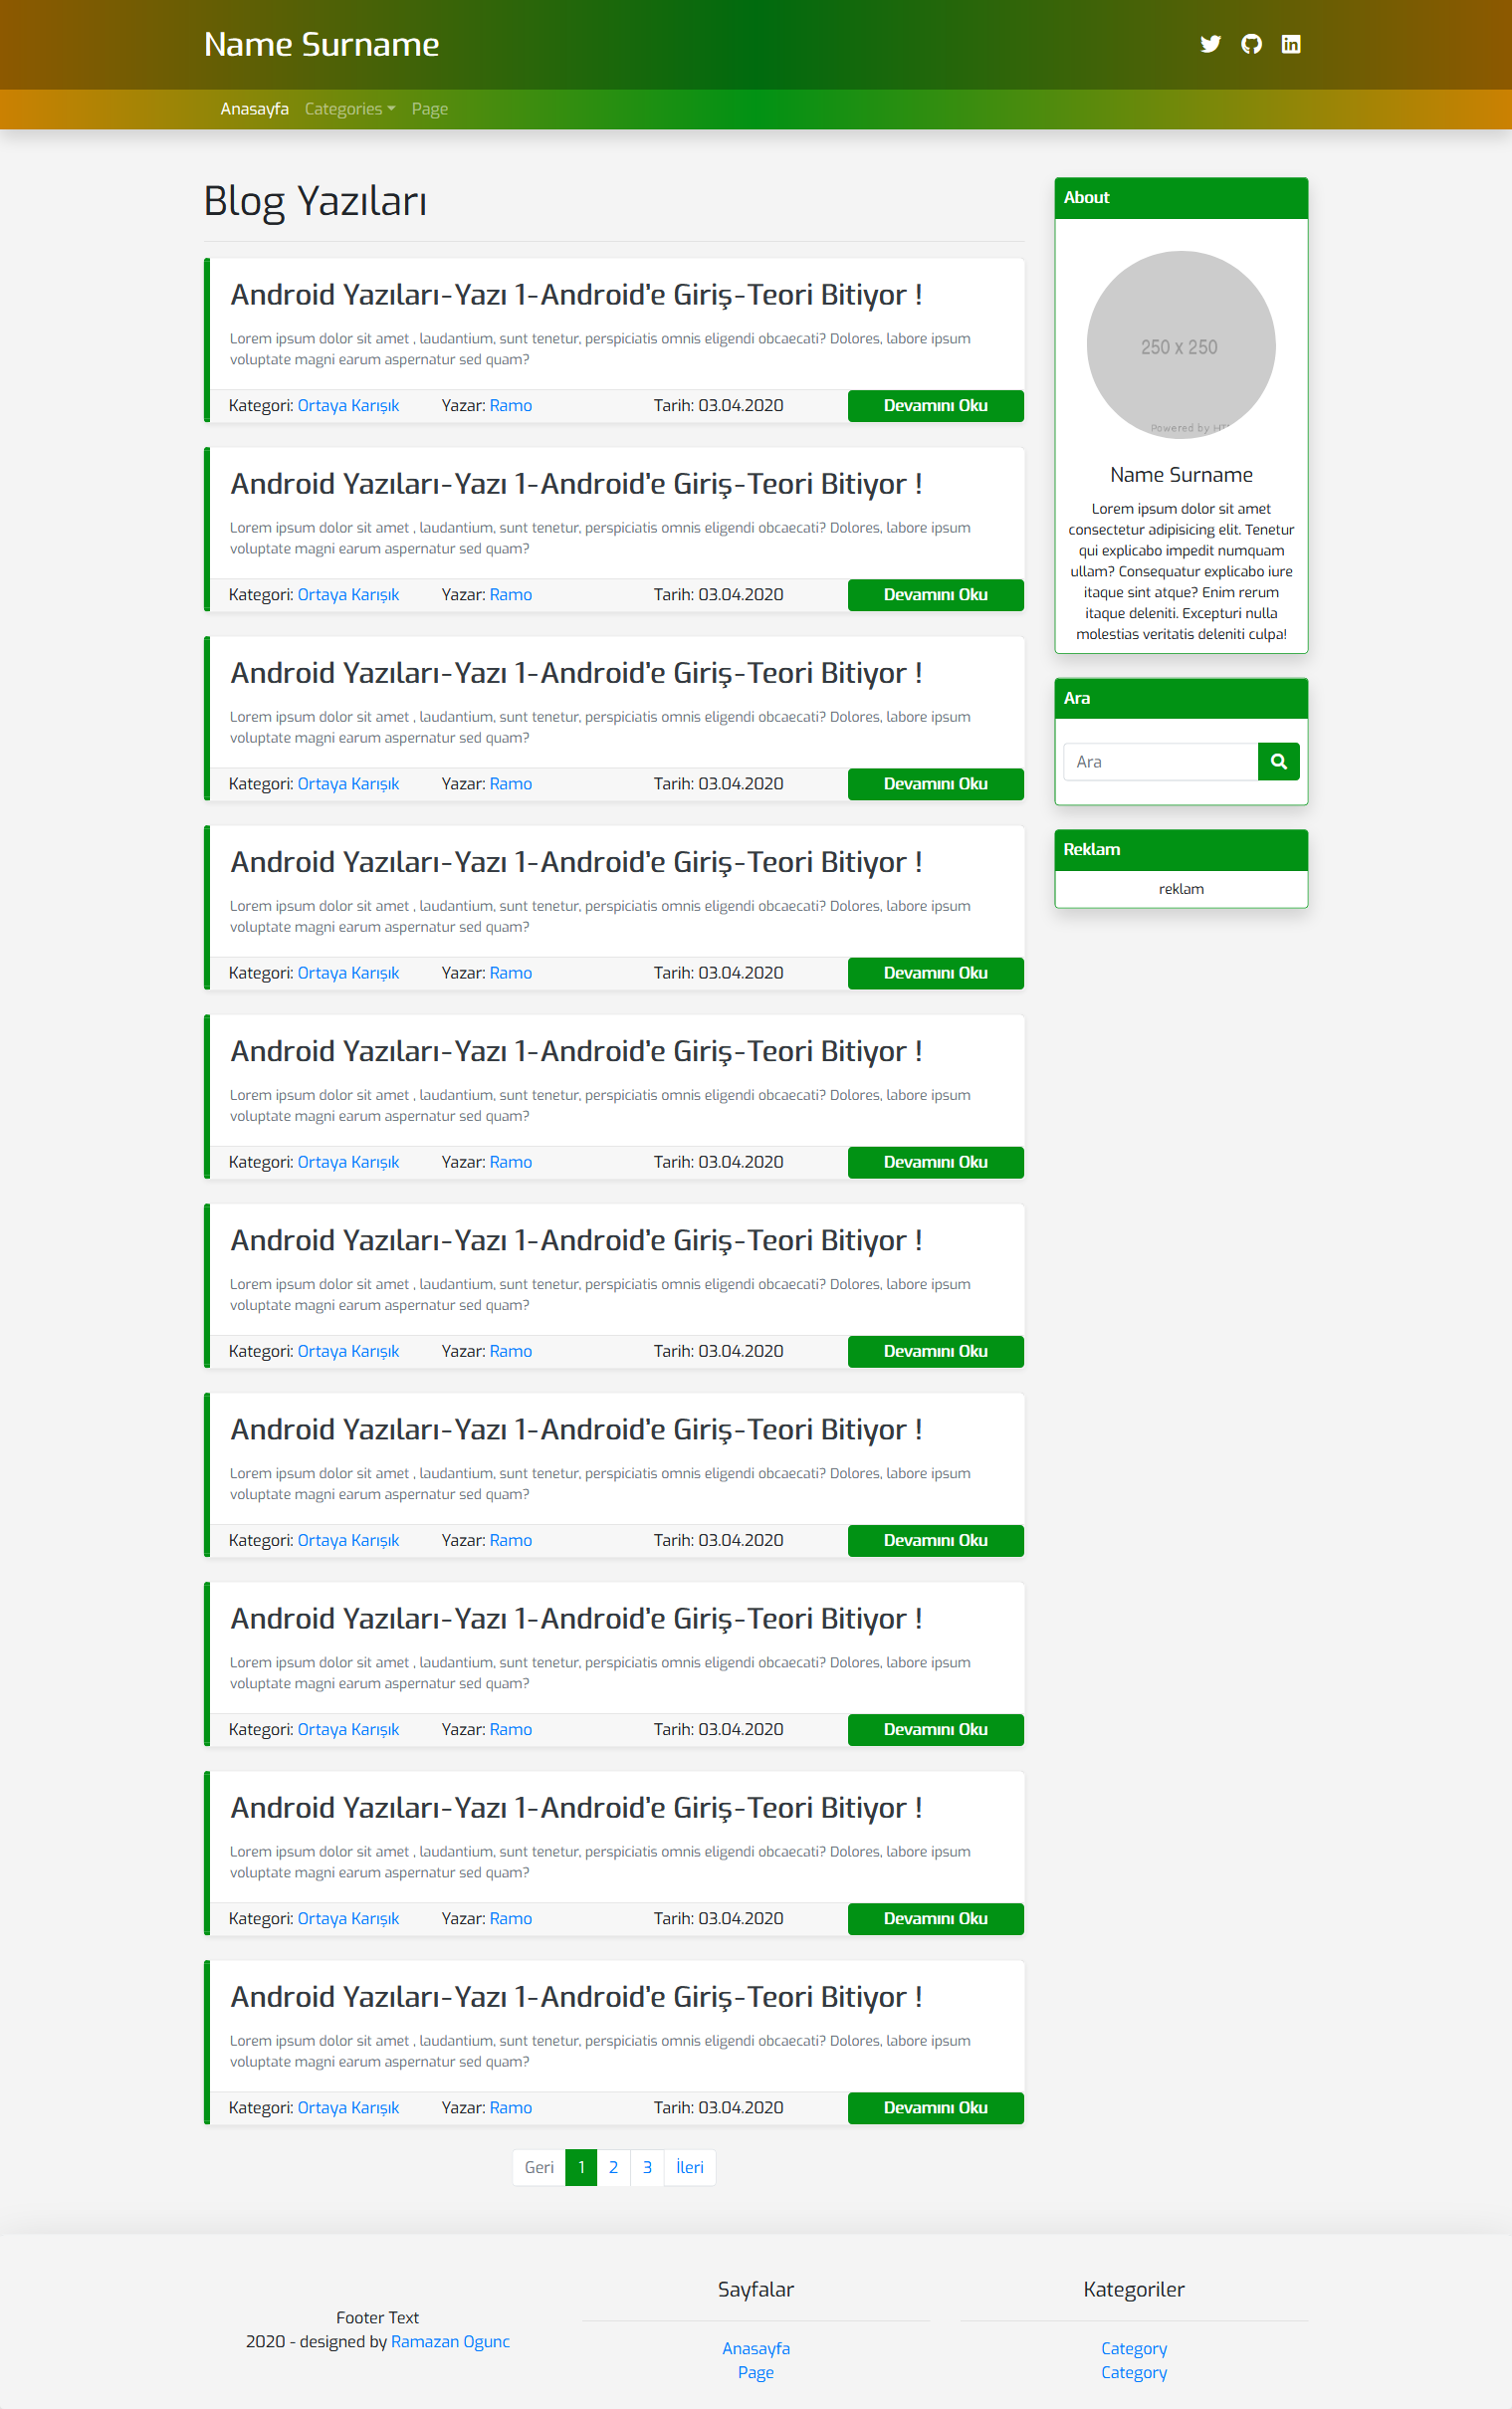 Name Surname
Anasayfa Categories Page
Blog Yazıları
Android Yazıları-Yazı 1-Android'e Giriş-Teori Bitiyor !
Lorem ipsum dolor sit amet , laudantium, sunt tenetur, perspiciatis omnis eligendi obcaecati? Dolores, labore ipsum
voluptate magni earum aspernatur sed quam?
Kategori: Ortaya Karışık Yazar: Ramo Tarih: 03.04.2020 Devamını Oku
Android Yazıları-Yazı 1-Android'e Giriş-Teori Bitiyor !
Lorem ipsum dolor sit amet , laudantium, sunt tenetur, perspiciatis omnis eligendi obcaecati? Dolores, labore ipsum
voluptate magni earum aspernatur sed quam?
Kategori: Ortaya Karışık Yazar: Ramo Tarih: 03.04.2020 Devamını Oku
Android Yazıları-Yazı 1-Android'e Giriş-Teori Bitiyor !
Lorem ipsum dolor sit amet , laudantium, sunt tenetur, perspiciatis omnis eligendi obcaecati? Dolores, labore ipsum
voluptate magni earum aspernatur sed quam?
Kategori: Ortaya Karışık Yazar: Ramo Tarih: 03.04.2020 Devamını Oku
Android Yazıları-Yazı 1-Android'e Giriş-Teori Bitiyor !
Lorem ipsum dolor sit amet , laudantium, sunt tenetur, perspiciatis omnis eligendi obcaecati? Dolores, labore ipsum
voluptate magni earum aspernatur sed quam?
Kategori: Ortaya Karışık Yazar: Ramo Tarih: 03.04.2020 Devamını Oku
Android Yazıları-Yazı 1-Android'e Giriş-Teori Bitiyor !
Lorem ipsum dolor sit amet , laudantium, sunt tenetur, perspiciatis omnis eligendi obcaecati? Dolores, labore ipsum
voluptate magni earum aspernatur sed quam?
Kategori: Ortaya Karışık Yazar: Ramo Tarih: 03.04.2020 Devamını Oku
Android Yazıları-Yazı 1-Android'e Giriş-Teori Bitiyor !
Lorem ipsum dolor sit amet , laudantium, sunt tenetur, perspiciatis omnis eligendi obcaecati? Dolores, labore ipsum
voluptate magni earum aspernatur sed quam?
Kategori: Ortaya Karışık Yazar: Ramo Tarih: 03.04.2020 Devamını Oku
Android Yazıları-Yazı 1-Android'e Giriş-Teori Bitiyor !
Lorem ipsum dolor sit amet , laudantium, sunt tenetur, perspiciatis omnis eligendi obcaecati? Dolores, labore ipsum
voluptate magni earum aspernatur sed quam?
Kategori: Ortaya Karışık Yazar: Ramo Tarih: 03.04.2020 Devamını Oku
Android Yazıları-Yazı 1-Android'e Giriş-Teori Bitiyor !
Lorem ipsum dolor sit amet , laudantium, sunt tenetur, perspiciatis omnis eligendi obcaecati? Dolores, labore ipsum
voluptate magni earum aspernatur sed quam?
Kategori: Ortaya Karışık Yazar: Ramo Tarih: 03.04.2020 Devamını Oku
Android Yazıları-Yazı 1-Android'e Giriş-Teori Bitiyor !
Lorem ipsum dolor sit amet , laudantium, sunt tenetur, perspiciatis omnis eligendi obcaecati? Dolores, labore ipsum
voluptate magni earum aspernatur sed quam?
Kategori: Ortaya Karışık Yazar: Ramo Tarih: 03.04.2020 Devamını Oku
Android Yazıları-Yazı 1-Android'e Giriş-Teori Bitiyor !
Lorem ipsum dolor sit amet , laudantium, sunt tenetur, perspiciatis omnis eligendi obcaecati? Dolores, labore ipsum
voluptate magni earum aspernatur sed quam?
Kategori: Ortaya Karışık Yazar: Ramo Tarih: 03.04.2020 Devamını Oku
Geri 1 2 3 İleri
About
250 x 250
Powered by
Name Surname
Lorem ipsum dolor sit amet
consectetur adipisicing elit. Tenetur
qui explicabo impedit numquam
ullam? Consequatur explicabo iure
itaque sint atque? Enim rerum
itaque deleniti. Excepturi nulla
molestias veritatis deleniti culpa!
Ara
Ara
Reklam
reklam
Footer Text
2020 - designed by Ramazan Ogunc
Sayfalar
Anasayfa
Page
Kategoriler
Category
Category